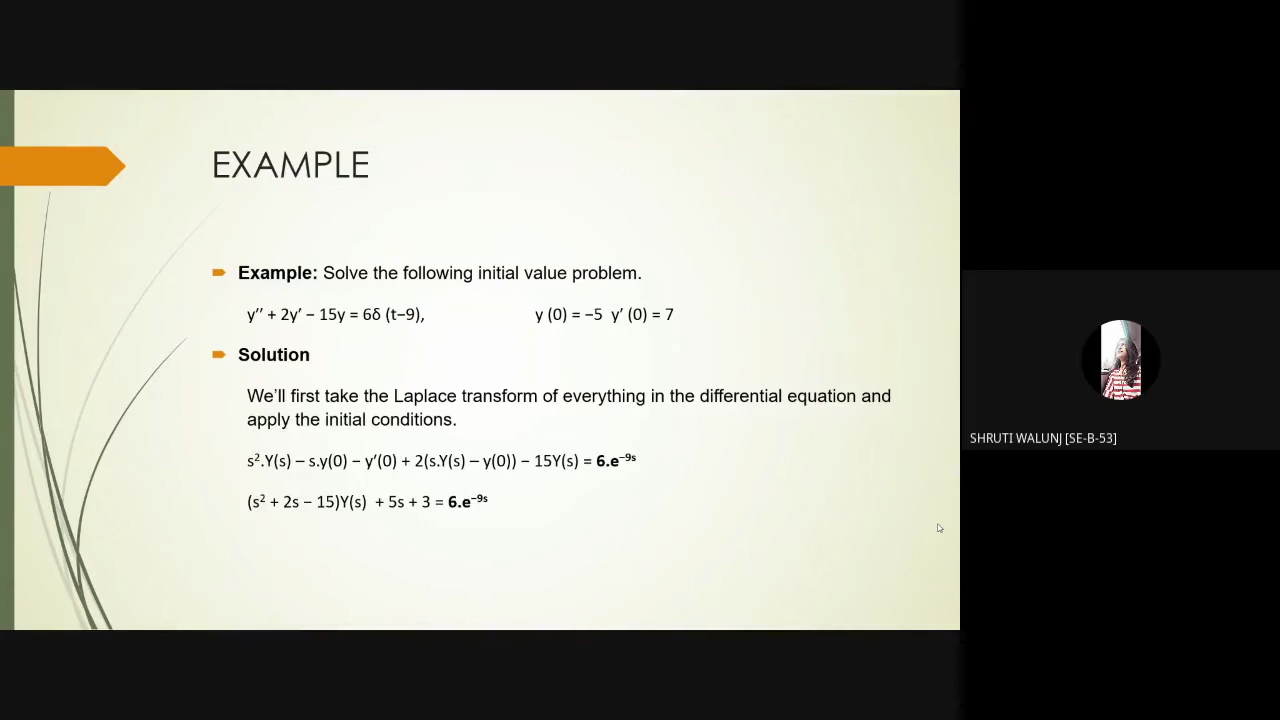 EXAMPLE
Example: Solve the following initial value problem.
y′′ + 2y′ − 15y = 6δ (t−9), y (0) = −5 y′ (0) = 7
Solution
We’ll first take the Laplace transform of everything in the differential equation and
apply the initial conditions.
s².Y(s) – s.y(0) − y′(0) + 2(s.Y(s) – y(0)) − 15Y(s) = 6.e⁻⁹ˢ
(s² + 2s − 15)Y(s) + 5s + 3 = 6.e⁻⁹ˢ
SHRUTI WALUNJ [SE-B-53]